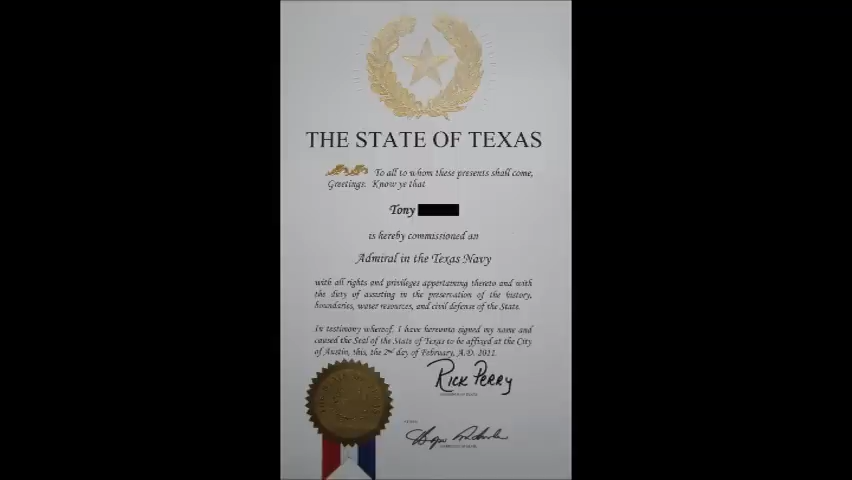 THE STATE OF TEXAS
To all to whom these presents shall come,
Greetings. Know ye that
Tony
is hereby commissioned an
Admiral in the Texas Navy
with all rights and privileges appertaining thereto and with
the duty of assisting in the preservation of the history,
boundaries, water resources, and civil defense of the State.
In testimony whereof, I have hereunto signed my name and
caused the Seal of the State of Texas to be affixed at the City
of Austin, this, the 2nd day of February, A.D. 2011.
Rick Perry